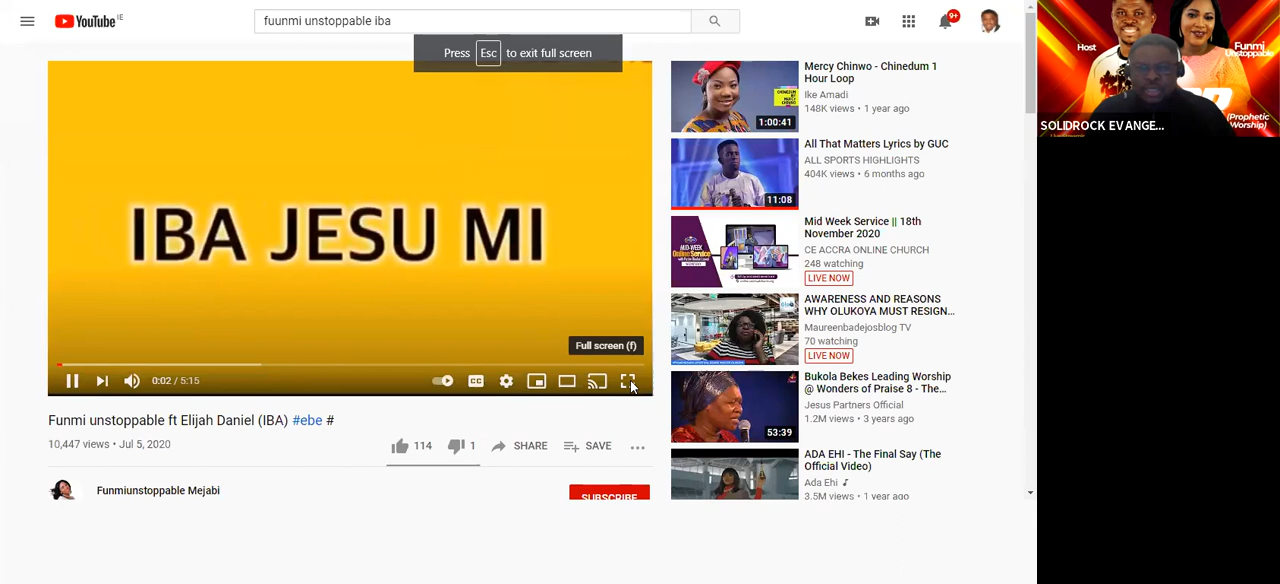 YouTube IE
fuunmi unstoppable iba
9+
Press Esc to exit full screen
IBA JESU MI
Full screen (f)
0:02 / 5:15
CC
Funmi unstoppable ft Elijah Daniel (IBA) #ebe #
10,447 views • Jul 5, 2020
114
1
SHARE
SAVE
Funmiunstoppable Mejabi
SUBSCRIBE
Mercy Chinwo - Chinedum 1
Hour Loop
Ike Amadi
148K views • 1 year ago
1:00:41
All That Matters Lyrics by GUC
ALL SPORTS HIGHLIGHTS
404K views • 6 months ago
11:08
Mid Week Service || 18th
November 2020
CE ACCRA ONLINE CHURCH
248 watching
LIVE NOW
AWARENESS AND REASONS
WHY OLUKOYA MUST RESIGN...
Maureenbadejosblog TV
70 watching
LIVE NOW
Bukola Bekes Leading Worship
@ Wonders of Praise 8 - The...
Jesus Partners Official
1.2M views • 3 years ago
53:39
ADA EHI - The Final Say (The
Official Video)
Ada Ehi
3.5M views • 1 year ago
Host
Funmi
Unstoppable
(Prophetic
Worship)
SOLIDROCK EVANGE...